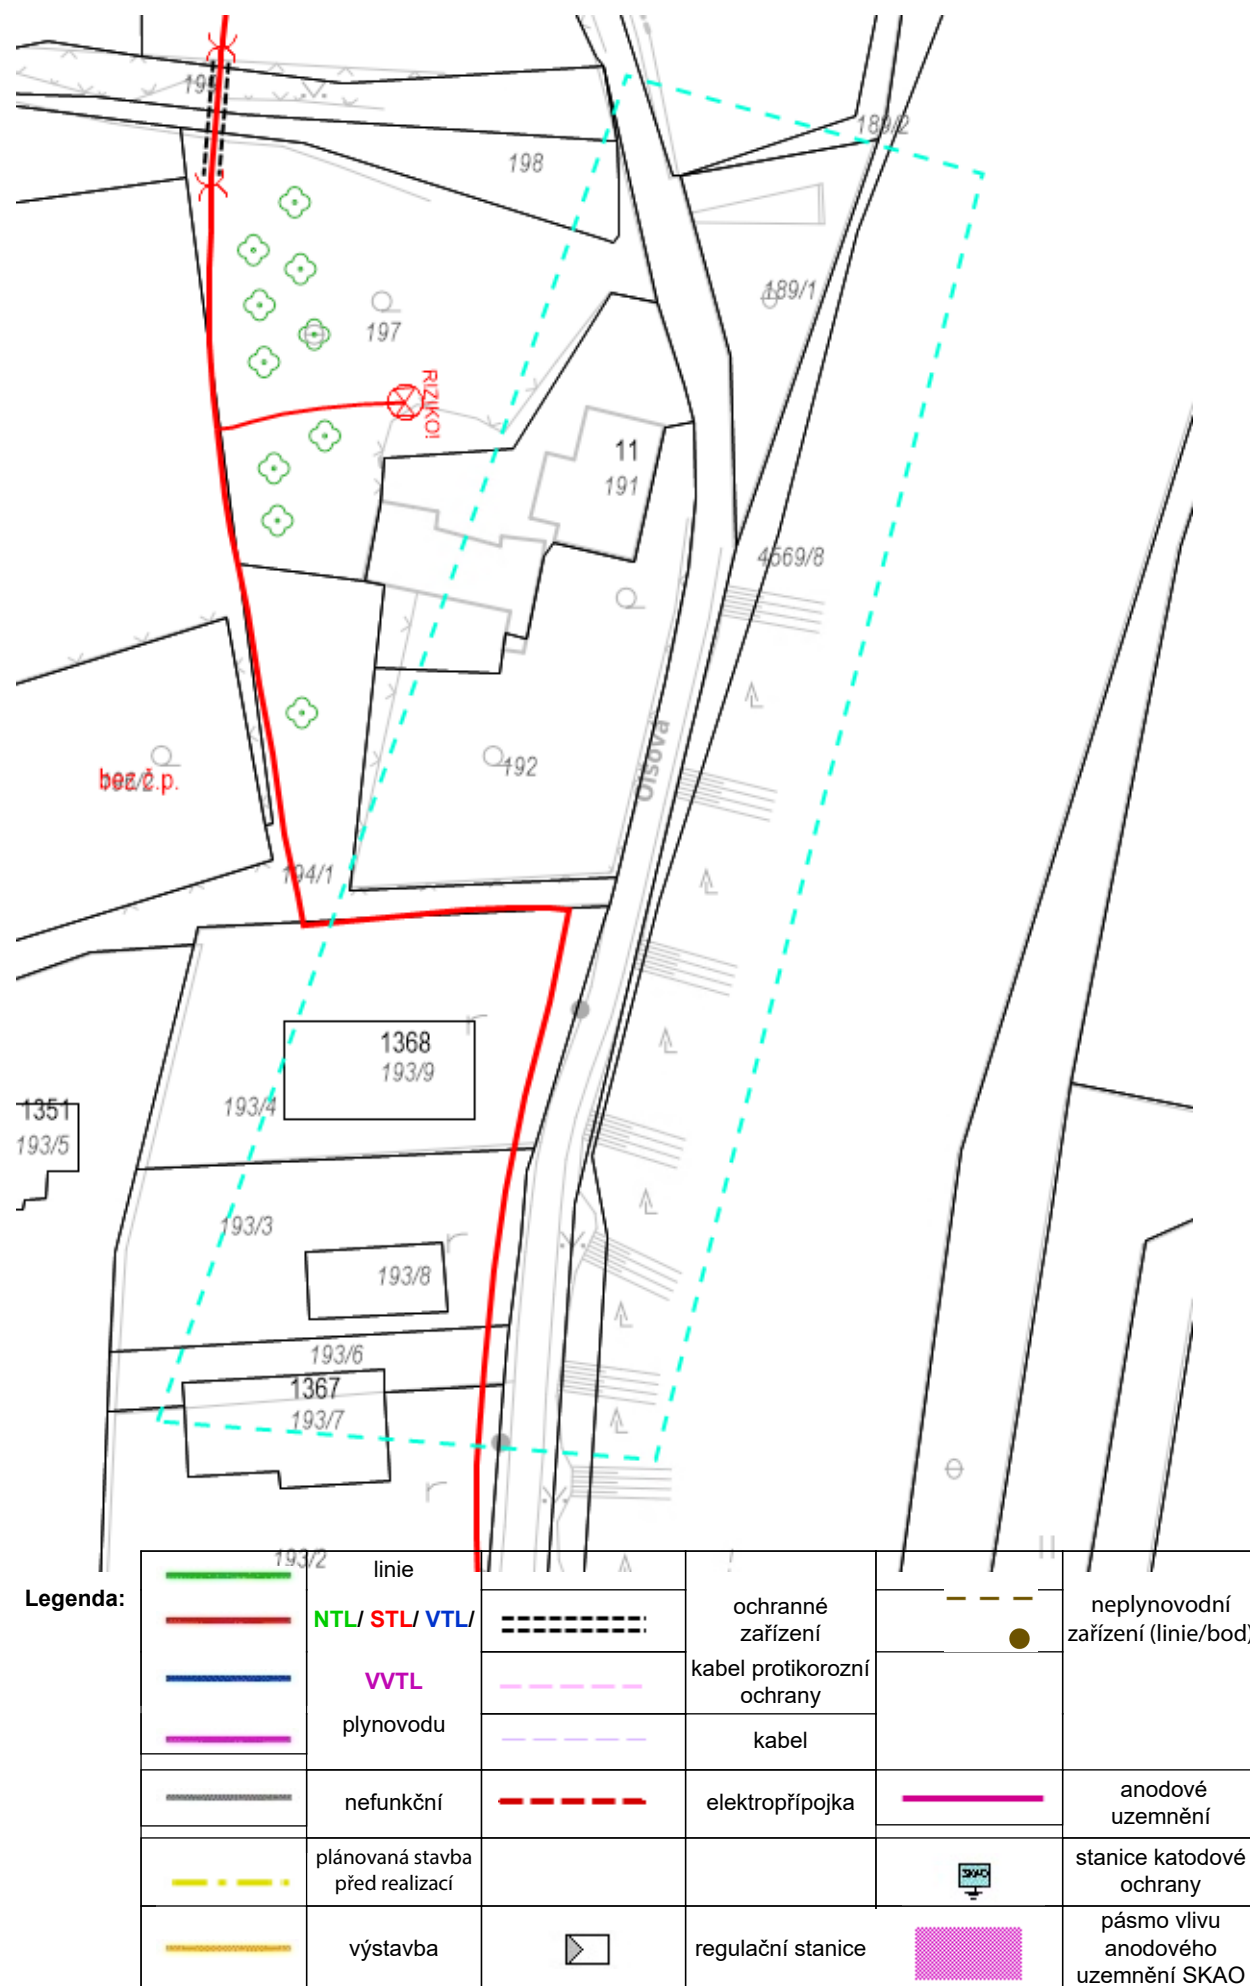 189/2
198
189/1
197
RIZIKO!
11
191
4569/8
Olšova
192
bez č.p.
194/1
1368
193/9
193/4
1351
193/5
193/3
193/8
193/6
1367
193/7
193/2
Legenda:
linie
NTL/ STL/ VTL/
VVTL
plynovodu
ochranné
zařízení
neplynovodní
zařízení (linie/bod)
kabel protikorozní
ochrany
kabel
nefunkční
elektropřípojka
anodové
uzemnění
plánovaná stavba
před realizací
SKAO
stanice katodové
ochrany
výstavba
regulační stanice
pásmo vlivu
anodového
uzemnění SKAO